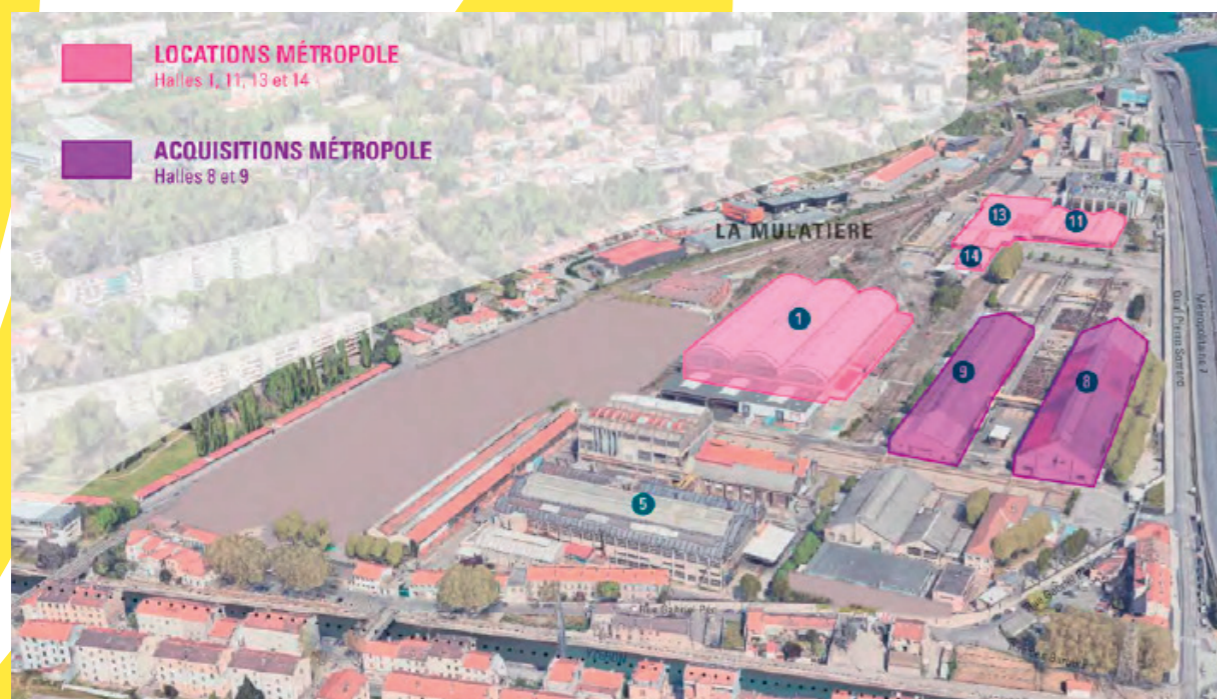 LOCATIONS MÉTROPOLE
Halles 1, 11, 13 et 14
ACQUISITIONS MÉTROPOLE
Halles 8 et 9
LA MULATIERE
13
11
14
1
9
8
5